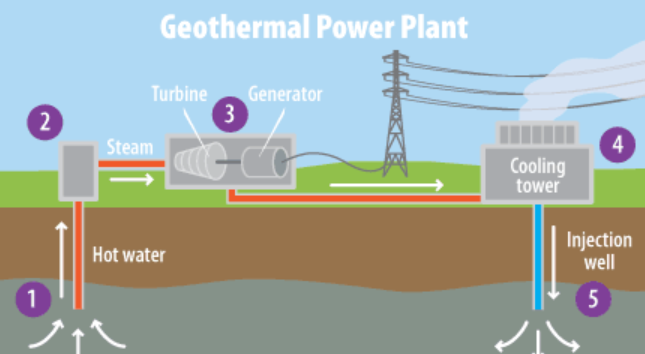 Geothermal Power Plant
Turbine
Generator
3
2
Steam
4
Cooling
tower
Hot water
Injection
well
1
5